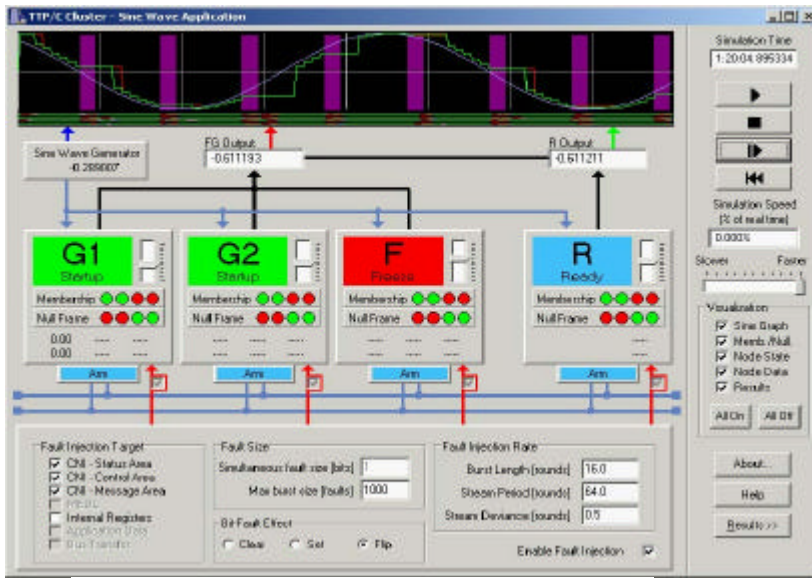 TTP/C Cluster - Sine Wave Application
Simulation Time
1:20:04.895334
Sine Wave Generator
-0.289807
FG Output
-0.611193
R Output
-0.611211
Simulation Speed
[% of real time]
0.000%
Slower Faster
G1
Startup
G2
Startup
F
Freeze
R
Ready
Membership
Null Frame
0.00 ---- ----
0.00 ---- ----
Membership
Null Frame
---- ---- ----
---- ---- ----
Membership
Null Frame
---- ---- ----
---- ---- ----
Membership
Null Frame
----
----
Arm
Arm
Arm
Arm
Visualization
Sine Graph
Memb./Null
Node State
Node Data
Results
All On All Off
Fault Injection Target
CNI - Status Area
CNI - Control Area
CNI - Message Area
MEDL
Internal Registers
Application Data
Bus Transfer
Fault Size
Simultaneous fault size [bits] 1
Max burst size [faults] 1000
Bit-Fault Effect
Clear Set Flip
Fault Injection Rate
Burst Length [rounds] 16.0
Stream Period [rounds] 64.0
Stream Deviance [rounds] 0.5
Enable Fault Injection
About...
Help
Results >>